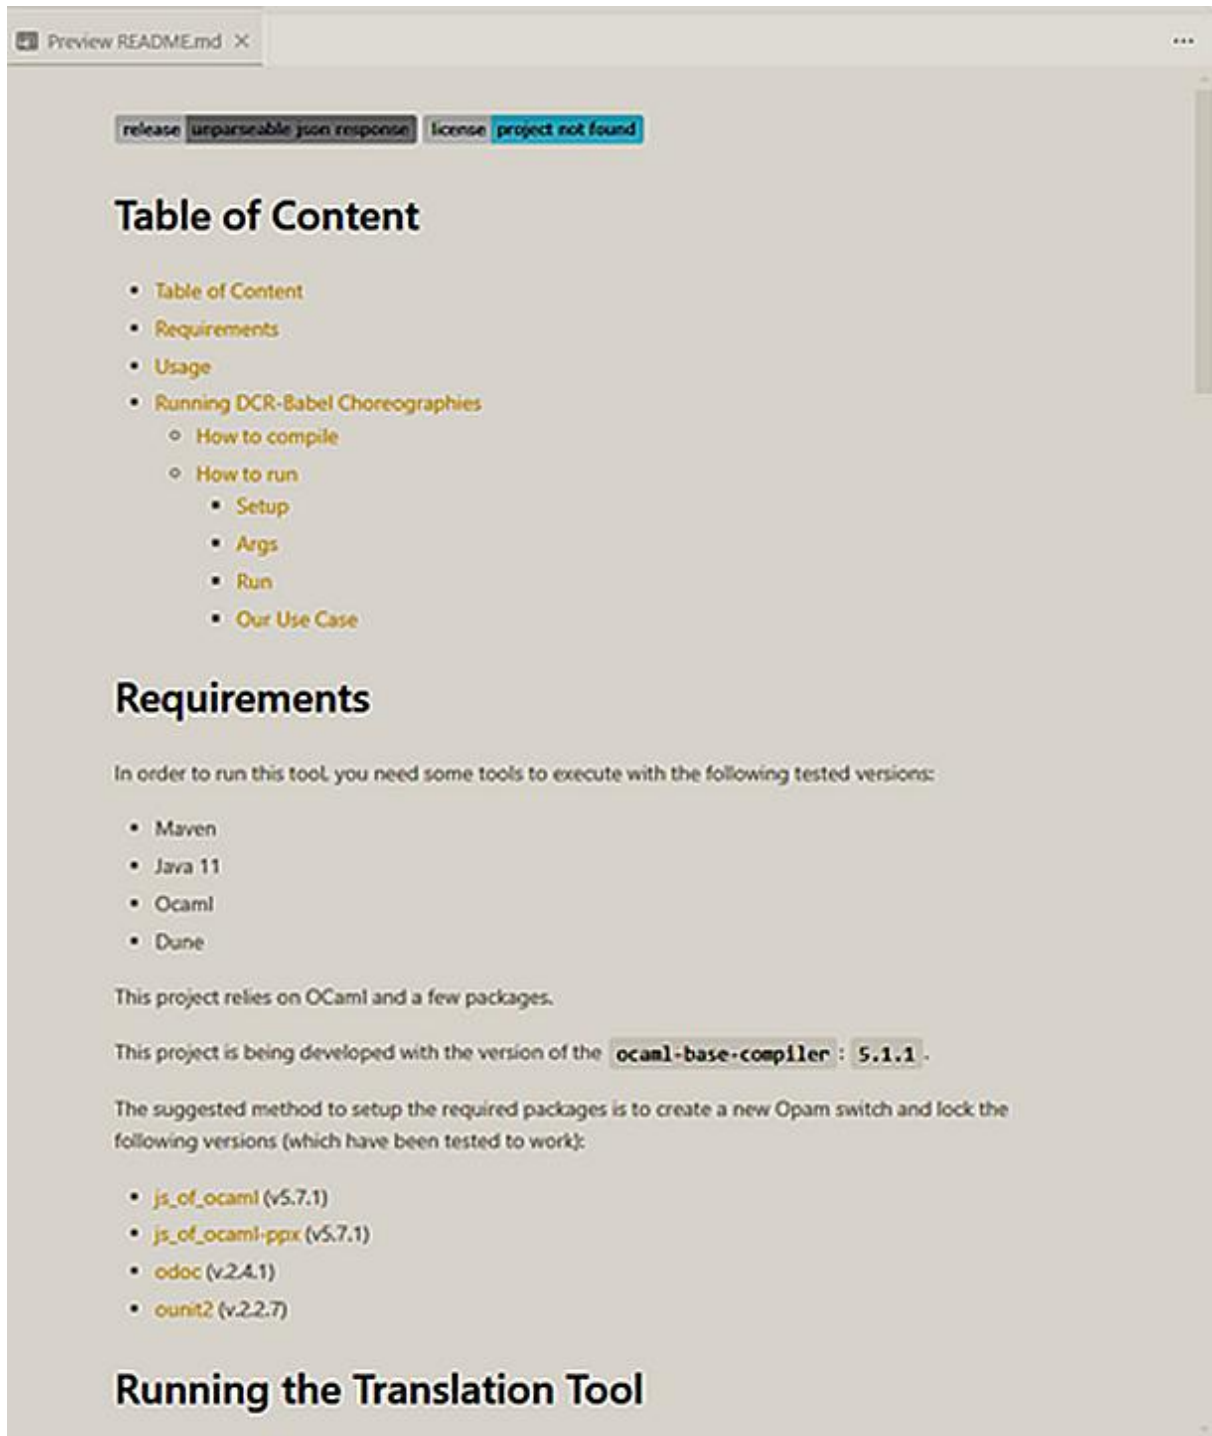 Preview README.md
release unparseable json response license project not found
Table of Content
Table of Content
Requirements
Usage
Running DCR-Babel Choreographies
How to compile
How to run
Setup
Args
Run
Our Use Case
Requirements
In order to run this tool, you need some tools to execute with the following tested versions:
Maven
Java 11
Ocaml
Dune
This project relies on OCaml and a few packages.
This project is being developed with the version of the ocaml-base-compiler : 5.1.1 .
The suggested method to setup the required packages is to create a new Opam switch and lock the
following versions (which have been tested to work):
js_of_ocaml (v5.7.1)
js_of_ocaml-ppx (v5.7.1)
odoc (v.2.4.1)
ounit2 (v.2.2.7)
Running the Translation Tool